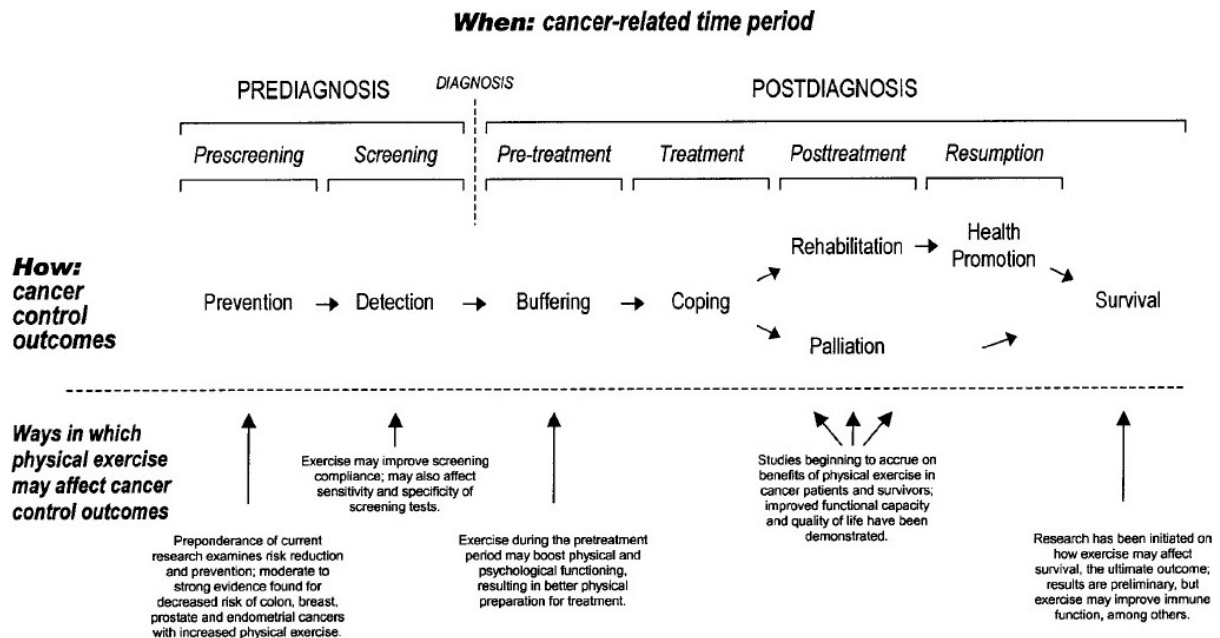 When: cancer-related time period
PREDIAGNOSIS
DIAGNOSIS
POSTDIAGNOSIS
Prescreening
Screening
Pre-treatment
Treatment
Posttreatment
Resumption
How:
cancer
control
outcomes
Prevention
Detection
Buffering
Coping
Rehabilitation
Health
Promotion
Palliation
Survival
Ways in which
physical exercise
may affect cancer
control outcomes
Preponderance of current
research examines risk reduction
and prevention; moderate to
strong evidence found for
decreased risk of colon, breast,
prostate and endometrial cancers
with increased physical exercise.
Exercise may improve screening
compliance; may also affect
sensitivity and specificity of
screening tests.
Exercise during the pretreatment
period may boost physical and
psychological functioning,
resulting in better physical
preparation for treatment.
Studies beginning to accrue on
benefits of physical exercise in
cancer patients and survivors;
improved functional capacity
and quality of life have been
demonstrated.
Research has been initiated on
how exercise may affect
survival, the ultimate outcome;
results are preliminary, but
exercise may improve immune
function, among others.